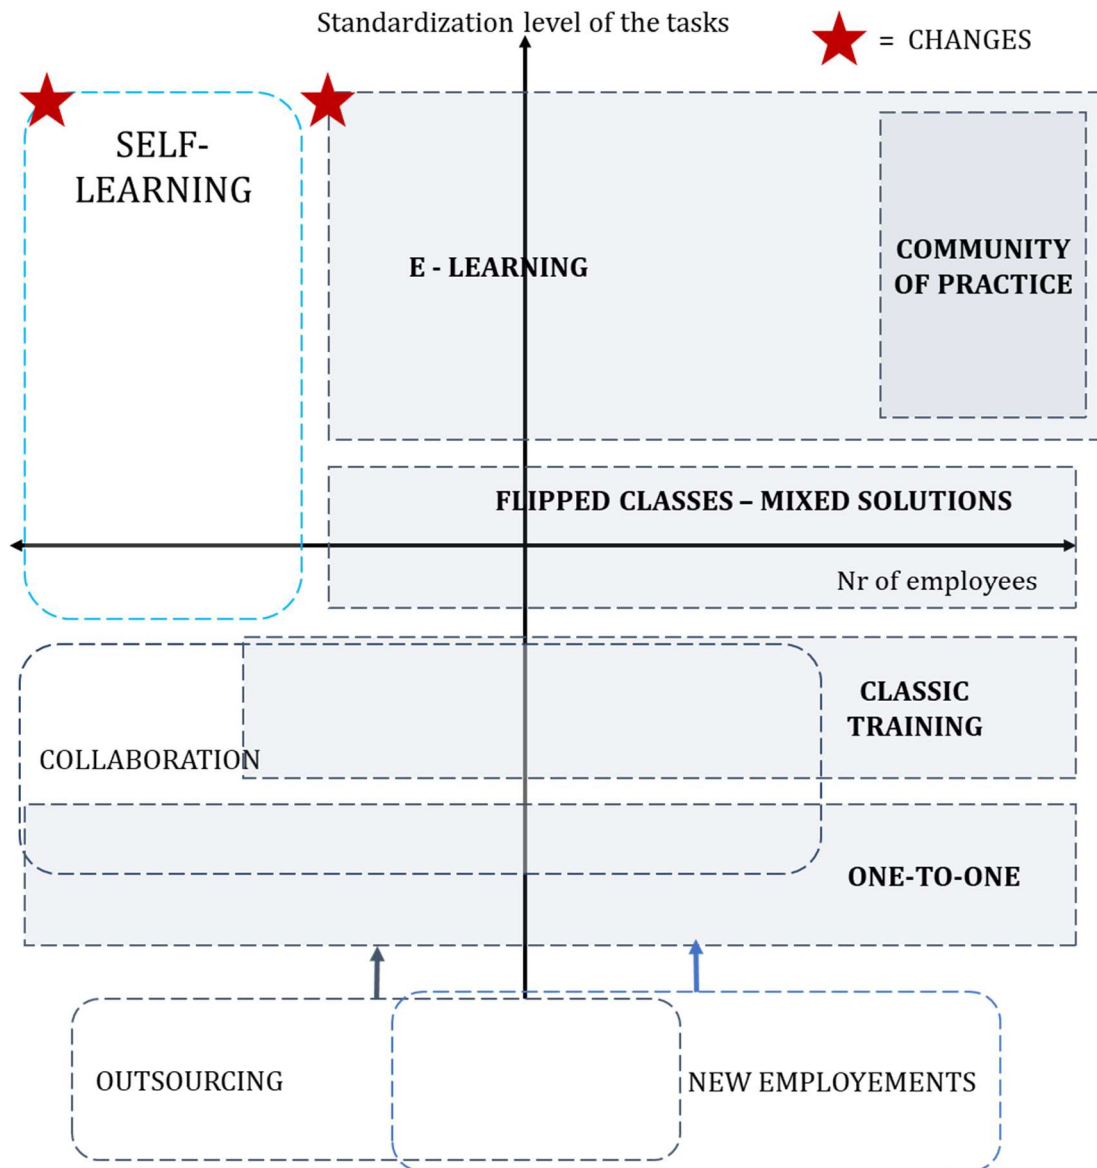 Standardization level of the tasks
= CHANGES
SELF-
LEARNING
E - LEARNING
COMMUNITY
OF PRACTICE
FLIPPED CLASSES – MIXED SOLUTIONS
Nr of employees
CLASSIC
TRAINING
COLLABORATION
ONE-TO-ONE
OUTSOURCING
NEW EMPLOYEMENTS